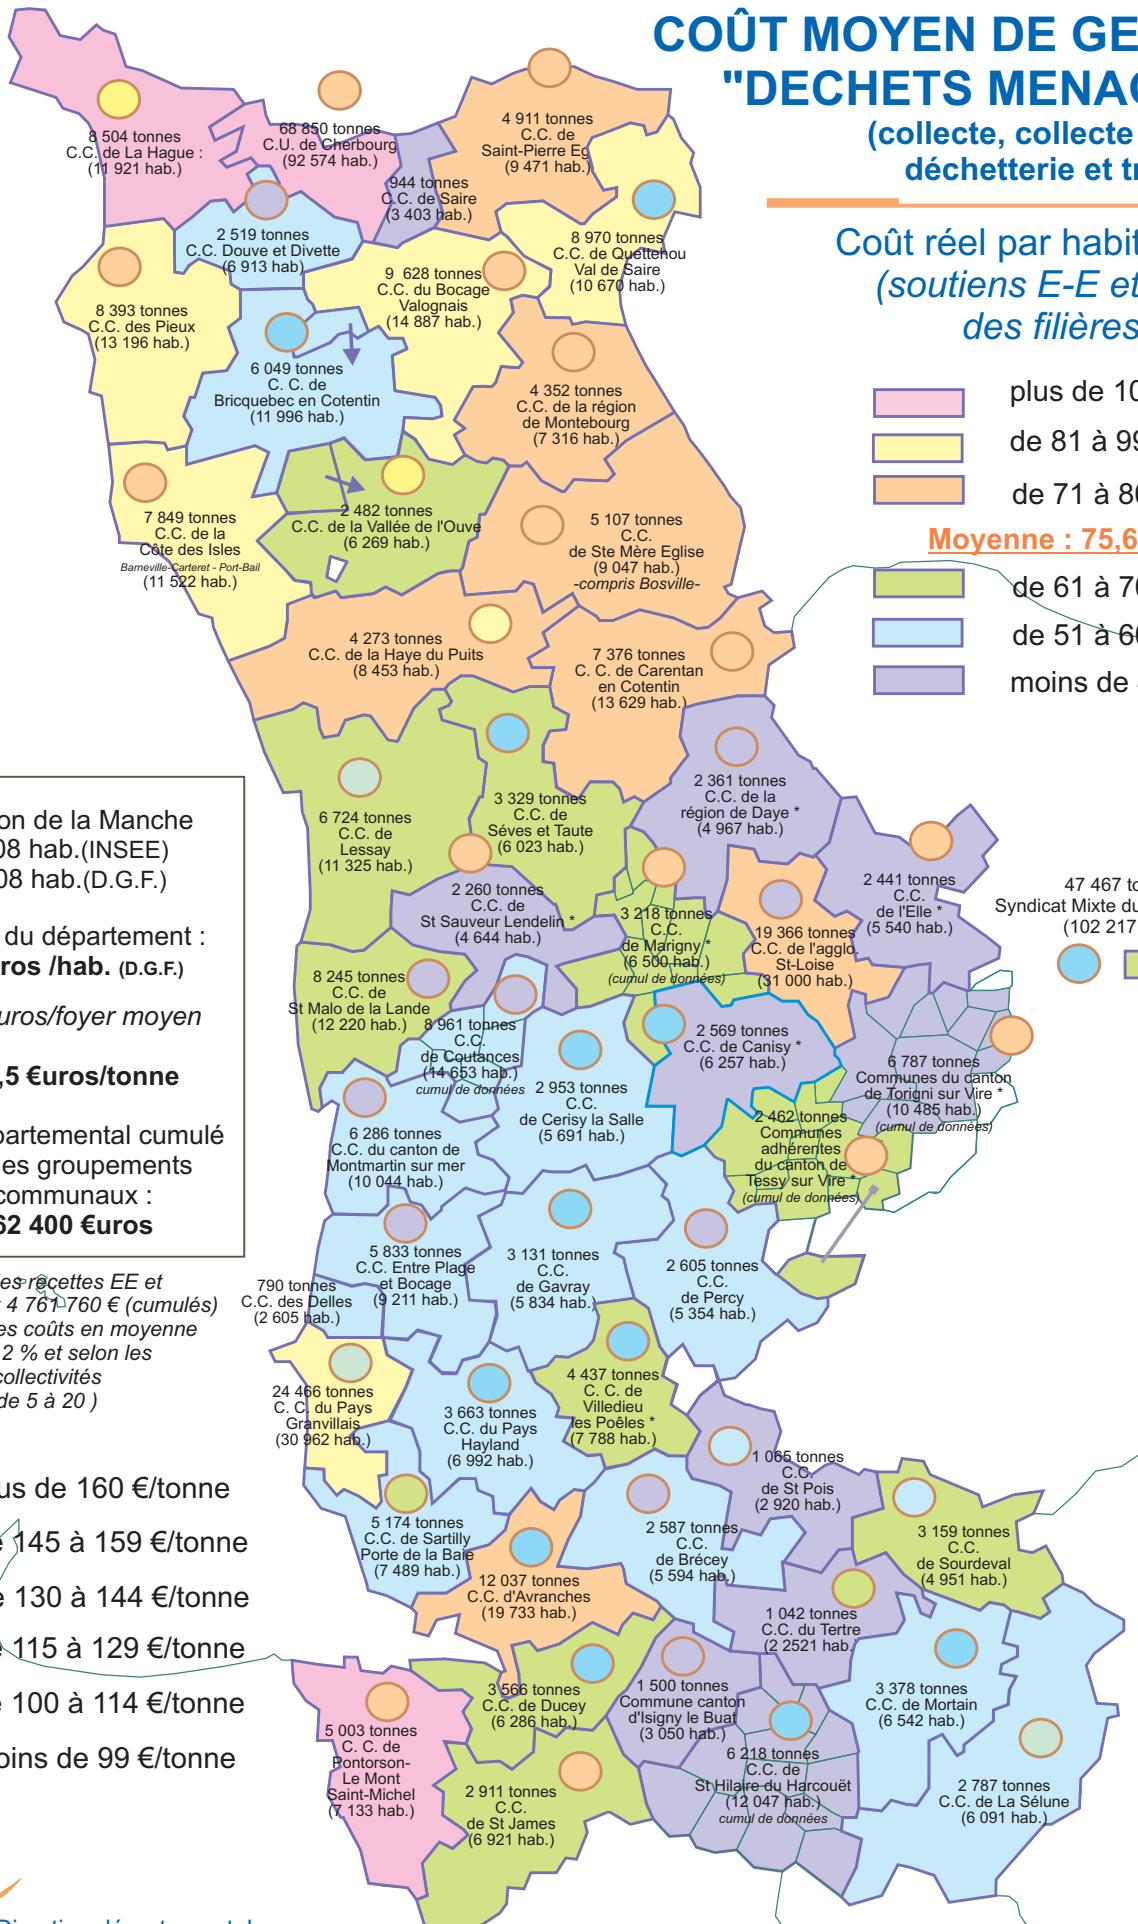 COÛT MOYEN DE GE
"DECHETS MENAG
(collecte, collecte
déchetterie et tr
Coût réel par habit
(soutiens E-E et
des filières
plus de 10
de 81 à 99
de 71 à 80
Moyenne : 75,6
de 61 à 70
de 51 à 60
moins de
8 504 tonnes
C.C. de La Hague :
(11 921 hab.)
68 850 tonnes
C.U. de Cherbourg
(92 574 hab.)
4 911 tonnes
C.C. de
Saint-Pierre Eg
(9 471 hab.)
944 tonnes
C.C. de Saire
(3 403 hab.)
2 519 tonnes
C.C. Douve et Divette
(6 913 hab)
8 970 tonnes
C.C. de Quettehou
Val de Saire
(10 670 hab.)
9 628 tonnes
C.C. du Bocage
Valognais
(14 887 hab.)
8 393 tonnes
C.C. des Pieux
(13 196 hab.)
6 049 tonnes
C. C. de
Bricquebec en Cotentin
(11 996 hab.)
4 352 tonnes
C.C. de la région
de Montebourg
(7 316 hab.)
7 849 tonnes
C.C. de la
Côte des Isles
Barneville-Carteret - Port-Bail
(11 522 hab.)
2 482 tonnes
C.C. de la Vallée de l'Ouve
(6 269 hab.)
5 107 tonnes
C.C.
de Ste Mère Eglise
(9 047 hab.)
-compris Bosville-
4 273 tonnes
C.C. de la Haye du Puits
(8 453 hab.)
7 376 tonnes
C. C. de Carentan
en Cotentin
(13 629 hab.)
2 361 tonnes
C.C. de la
région de Daye *
(4 967 hab.)
3 329 tonnes
C.C. de
Séves et Taute
(6 023 hab.)
6 724 tonnes
C.C. de
Lessay
(11 325 hab.)
2 441 tonnes
C.C.
de l'Elle *
(5 540 hab.)
47 467 to
Syndicat Mixte du
(102 217
2 260 tonnes
C.C. de
St Sauveur Lendelin *
(4 644 hab.)
3 218 tonnes
C.C.
de Marigny *
(6 500 hab.)
(cumul de données)
19 366 tonnes
C.C. de l'agglo.
St-Loise
(31 000 hab.)
8 245 tonnes
C.C. de
St Malo de la Lande
(12 220 hab.)
8 961 tonnes
C.C.
de Coutances
(14 653 hab.)
cumul de données
2 569 tonnes
C.C. de Canisy *
(6 257 hab.)
6 787 tonnes
Communes du canton
de Torigni sur Vire *
(10 485 hab.)
(cumul de données)
2 953 tonnes
C.C.
de Cerisy la Salle
(5 691 hab.)
2 462 tonnes
Communes
adhérentes
du canton de
Tessy sur Vire *
(cumul de données)
6 286 tonnes
C.C. du canton de
Montmartin sur mer
(10 044 hab.)
5 833 tonnes
C.C. Entre Plage
et Bocage
(9 211 hab.)
3 131 tonnes
C.C.
de Gavray
(5 834 hab.)
2 605 tonnes
C.C.
de Percy
(5 354 hab.)
790 tonnes
C.C. des Delles
(2 605 hab.)
24 466 tonnes
C. C. du Pays
Granvillais
(30 962 hab.)
3 663 tonnes
C.C. du Pays
Hayland
(6 992 hab.)
4 437 tonnes
C. C. de
Villedieu
les Poêles *
(7 788 hab.)
1 065 tonnes
C.C.
de St Pois
(2 920 hab.)
5 174 tonnes
C.C. de Sartilly
Porte de la Baie
(7 489 hab.)
2 587 tonnes
C.C.
de Brécey
(5 594 hab.)
3 159 tonnes
C.C.
de Sourdeval
(4 951 hab.)
12 037 tonnes
C.C. d'Avranches
(19 733 hab.)
1 042 tonnes
C.C. du Tertre
(2 2521 hab.
3 566 tonnes
C.C. de Ducey
(6 286 hab.)
1 500 tonnes
Commune canton
d'Isigny le Buat
(3 050 hab.)
3 378 tonnes
C.C. de Mortain
(6 542 hab.)
5 003 tonnes
C. C. de
Pontorson-
Le Mont
Saint-Michel
(7 133 hab.)
6 218 tonnes
C.C. de
St Hilaire du Harcouët
(12 047 hab.)
cumul de données
2 911 tonnes
C.C.
de St James
(6 921 hab.)
2 787 tonnes
C.C. de La Sélune
(6 091 hab.)
on de la Manche
08 hab.(INSEE)
08 hab.(D.G.F.)
du département :
uros /hab. (D.G.F.)
uros/foyer moyen
,5 €uros/tonne
partemental cumulé
les groupements
communaux :
62 400 €uros
les recettes EE et
4 761 760 € (cumulés)
es coûts en moyenne
2 % et selon les
collectivités
de 5 à 20 )
us de 160 €/tonne
e 145 à 159 €/tonne
e 130 à 144 €/tonne
e 115 à 129 €/tonne
e 100 à 114 €/tonne
oins de 99 €/tonne